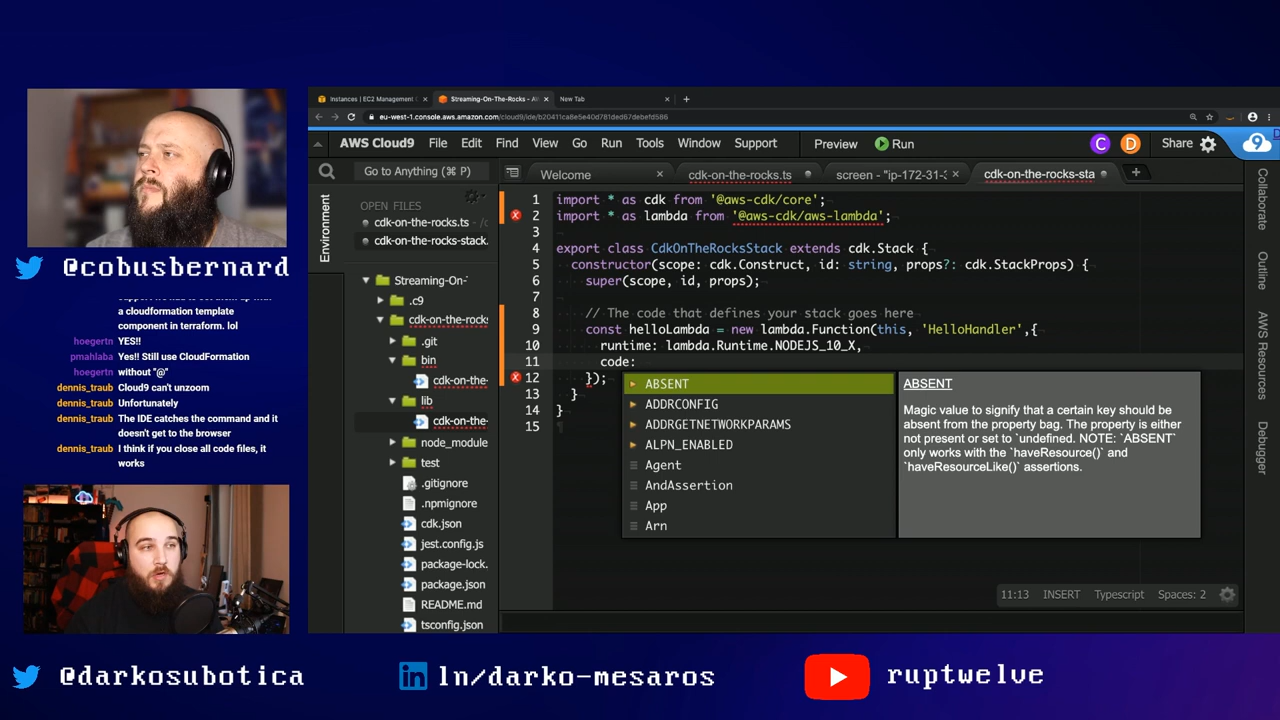 @cobusbernard
a cloudformation template
component in terraform. lol
hoegertn YES!!
pmahlaba Yes!! Still use CloudFormation
hoegertn without "@"
dennis_traub Cloud9 can't unzoom
dennis_traub Unfortunately
dennis_traub The IDE catches the command and it
doesn't get to the browser
dennis_traub I think if you close all code files, it
works
Instances | EC2 Management
Streaming-On-The-Rocks - A
New Tab
AWS Cloud9 File Edit Find View Go Run Tools Window Support Preview Run C D Share
Go to Anything (⌘ P)
Welcome
cdk-on-the-rocks.ts
screen - "ip-172-31-
cdk-on-the-rocks-sta
Environment
OPEN FILES
cdk-on-the-rocks.ts
cdk-on-the-rocks-stack.
Streaming-On-
.c9
cdk-on-the-rocks
.git
bin
cdk-on-the-
lib
cdk-on-the-
node_module
test
.gitignore
.npmignore
cdk.json
jest.config.js
package-lock.
package.json
README.md
tsconfig.json
1 import * as cdk from '@aws-cdk/core';
2 import * as lambda from '@aws-cdk/aws-lambda';
3
4 export class CdkOnTheRocksStack extends cdk.Stack {
5 constructor(scope: cdk.Construct, id: string, props?: cdk.StackProps) {
6 super(scope, id, props);
7
8 // The code that defines your stack goes here
9 const helloLambda = new lambda.Function(this, 'HelloHandler',{
10 runtime: lambda.Runtime.NODEJS_10_X,
11 code:
12 });
13 }
14 }
15
ABSENT
ADDRCONFIG
ADDRGETNETWORKPARAMS
ALPN_ENABLED
Agent
AndAssertion
App
Arn
ABSENT
Magic value to signify that a certain key should be
absent from the property bag. The property is either
not present or set to `undefined. NOTE: `ABSENT`
only works with the `haveResource()` and
`haveResourceLike()` assertions.
11:13 INSERT Typescript Spaces: 2
Collaborate
Outline
AWS Resources
Debugger
@darkosubotica
in ln/darko-mesaros
ruptwelve